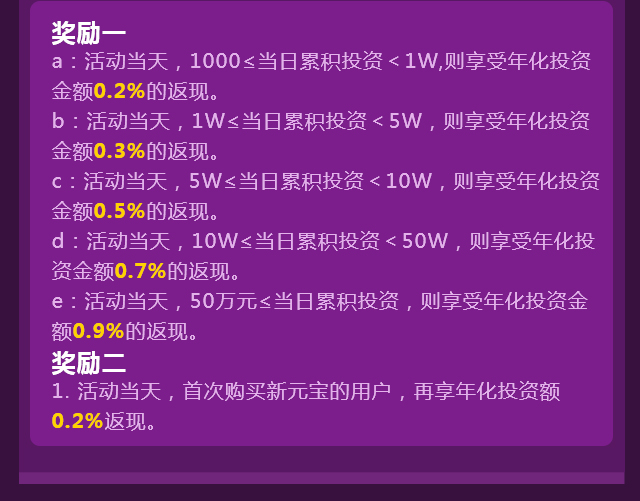 奖励一
a：活动当天，1000≤当日累积投资＜1W,则享受年化投资
金额0.2%的返现。
b：活动当天，1W≤当日累积投资＜5W，则享受年化投资
金额0.3%的返现。
c：活动当天，5W≤当日累积投资＜10W，则享受年化投资
金额0.5%的返现。
d：活动当天，10W≤当日累积投资＜50W，则享受年化投
资金额0.7%的返现。
e：活动当天，50万元≤当日累积投资，则享受年化投资金
额0.9%的返现。
奖励二
1. 活动当天，首次购买新元宝的用户，再享年化投资额
0.2%返现。